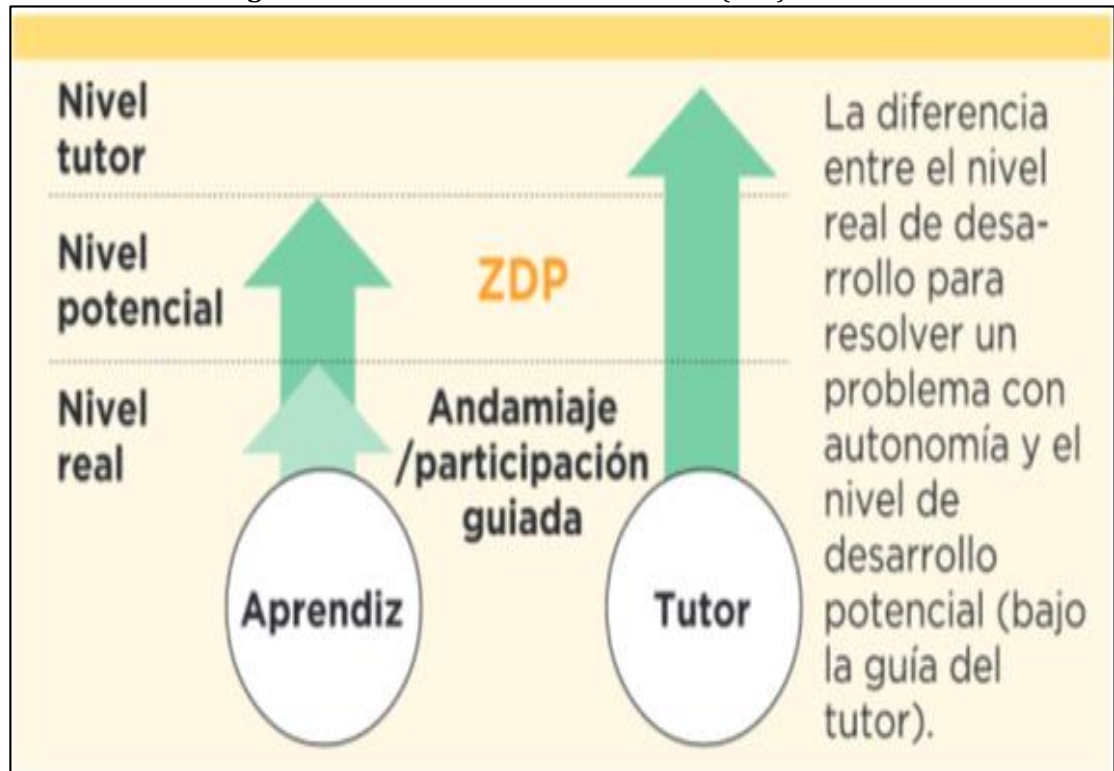 Nivel
tutor
Nivel
potencial
Nivel
real
ZDP
Andamiaje
/participación
guiada
Aprendiz
Tutor
La diferencia
entre el nivel
real de desa-
rrollo para
resolver un
problema con
autonomía y el
nivel de
desarrollo
potencial (bajo
la guía del
tutor).